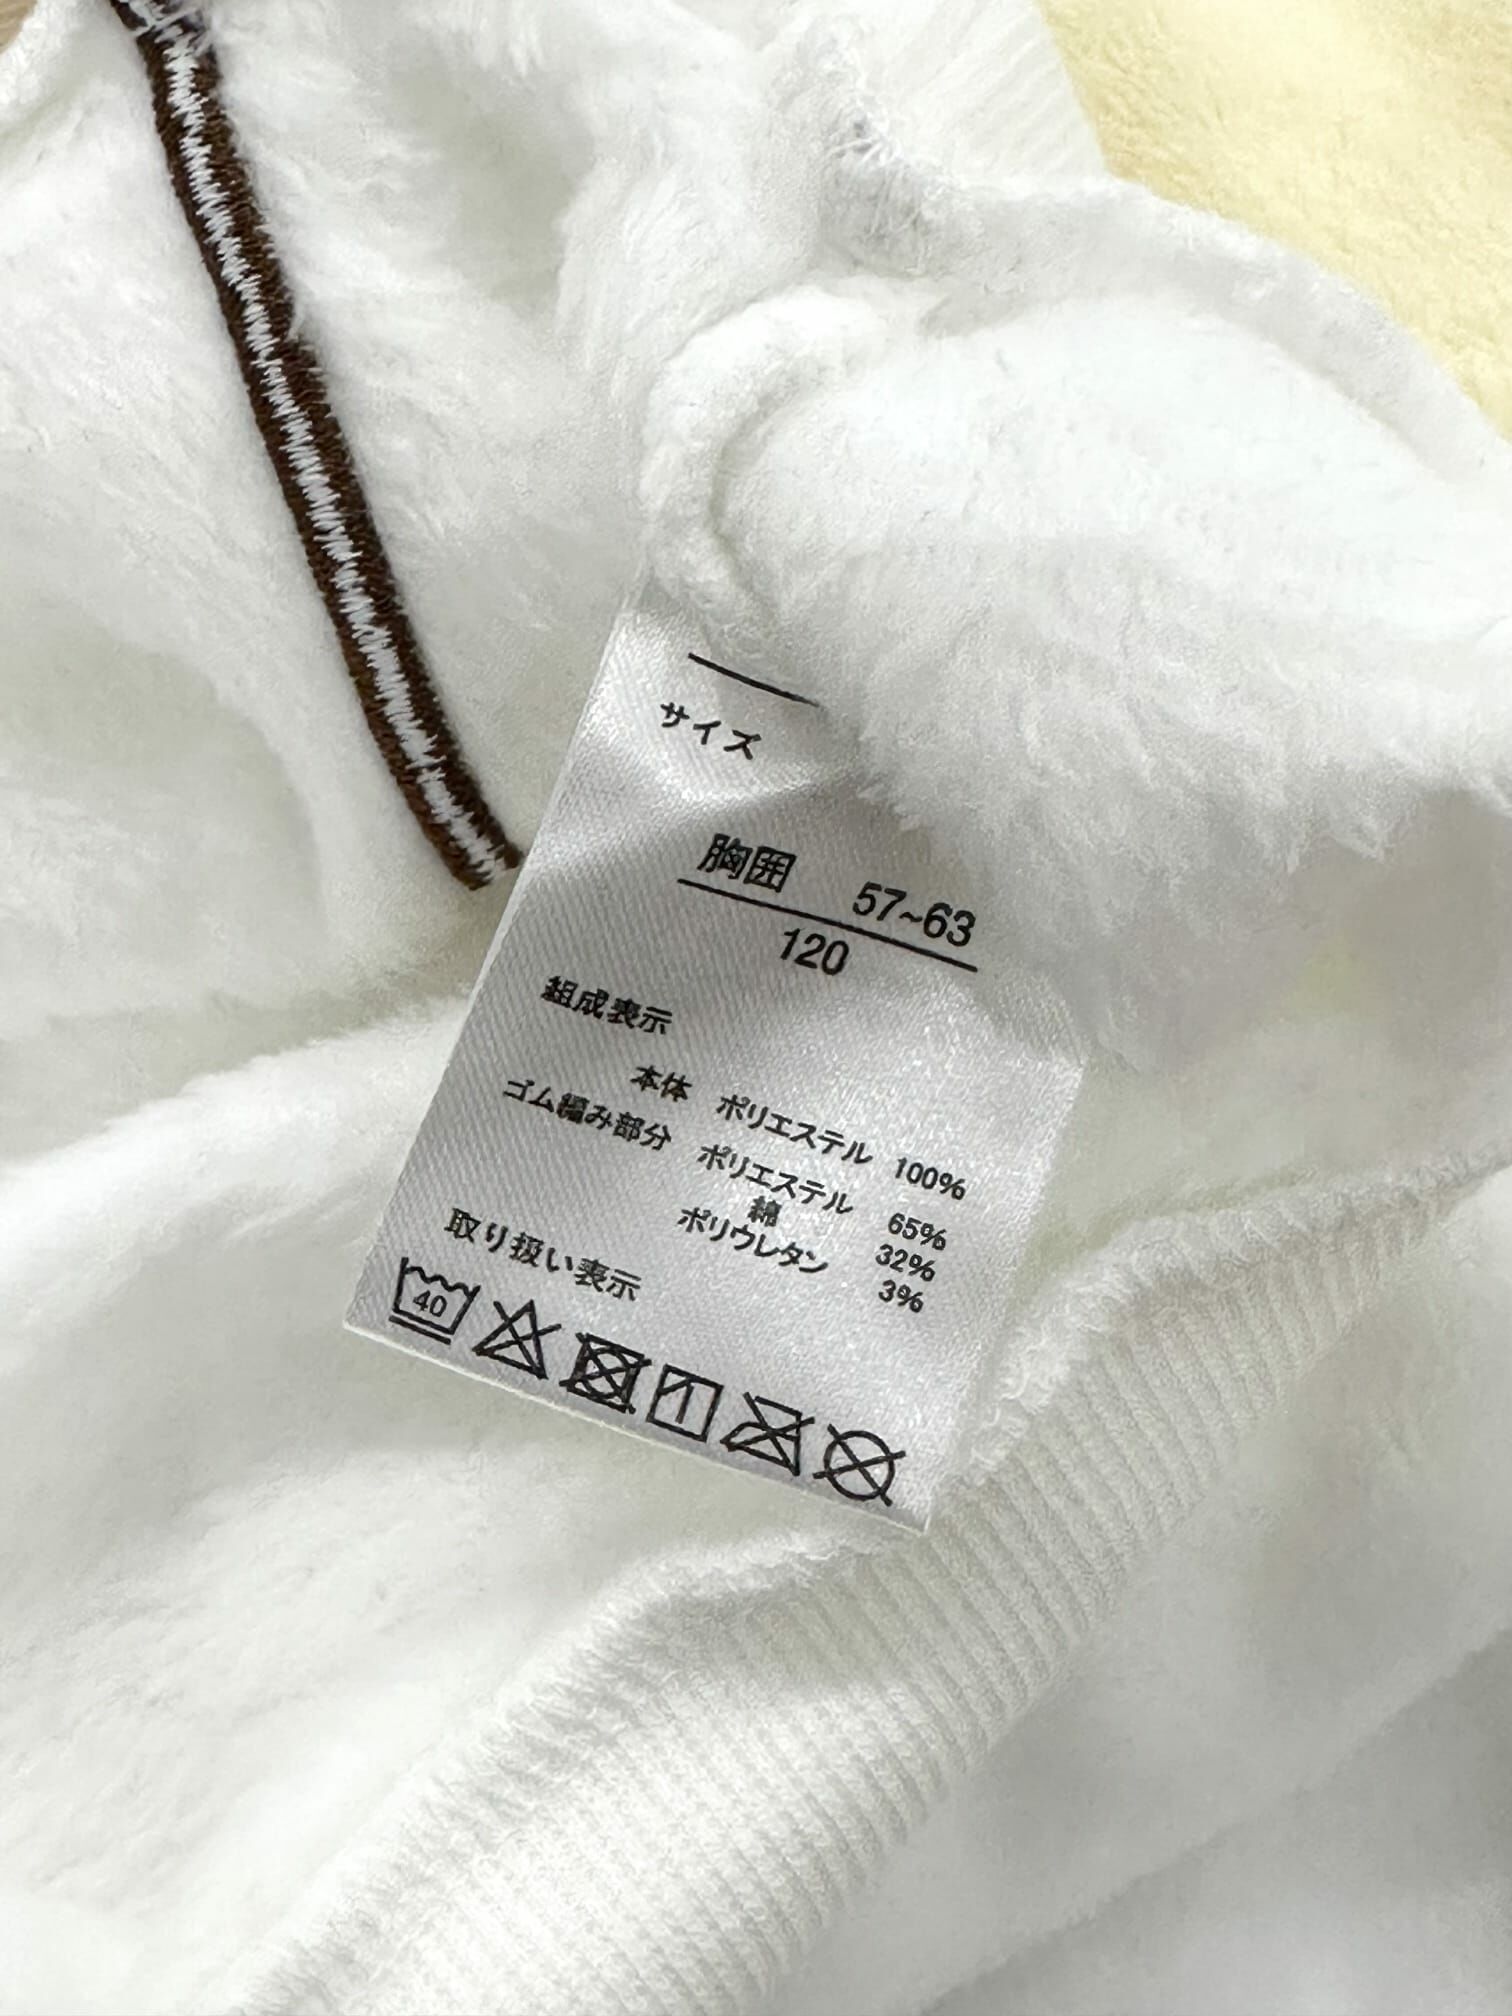 サイズ
胸囲 57~63
120
組成表示
本体 ポリエステル 100%
ゴム編み部分 ポリエステル 65%
綿 32%
ポリウレタン 3%
取り扱い表示
40